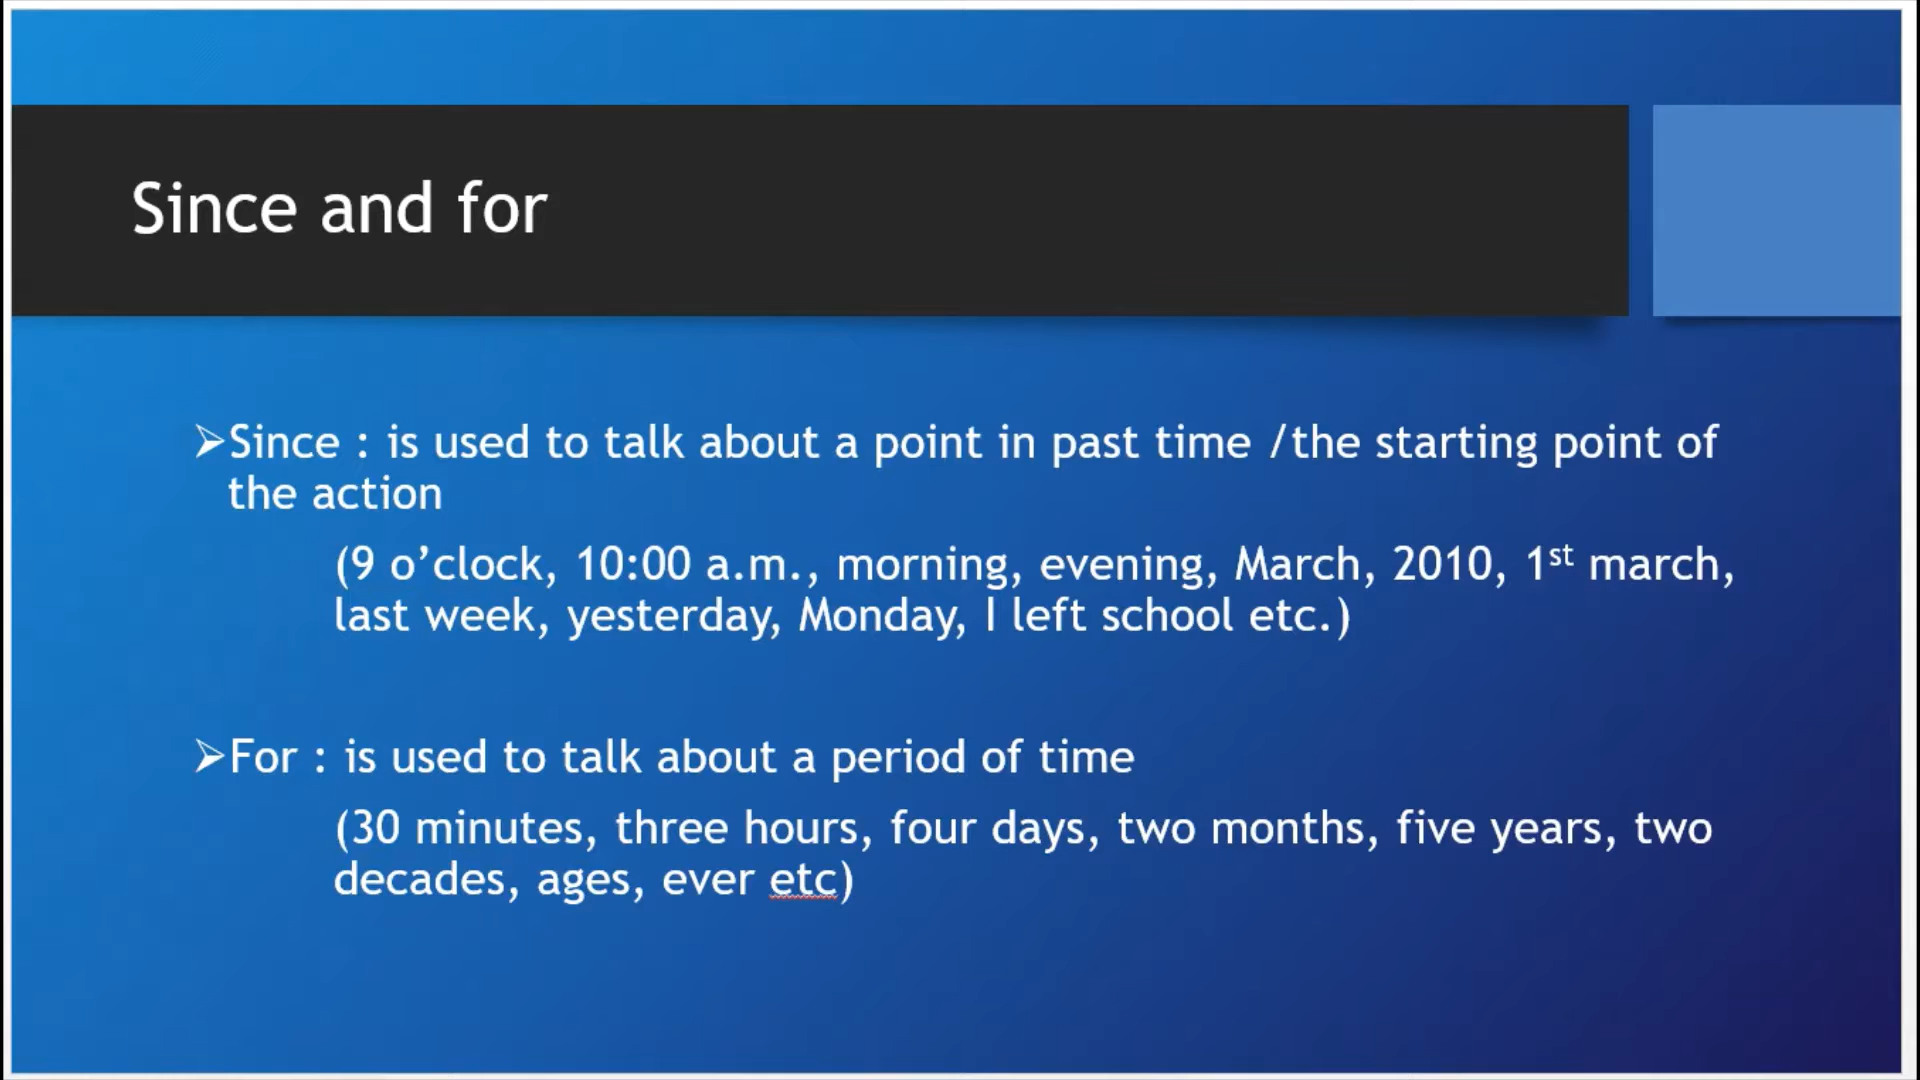 Since and for
➢Since : is used to talk about a point in past time /the starting point of
the action
(9 o’clock, 10:00 a.m., morning, evening, March, 2010, 1st march,
last week, yesterday, Monday, I left school etc.)
➢For : is used to talk about a period of time
(30 minutes, three hours, four days, two months, five years, two
decades, ages, ever etc)